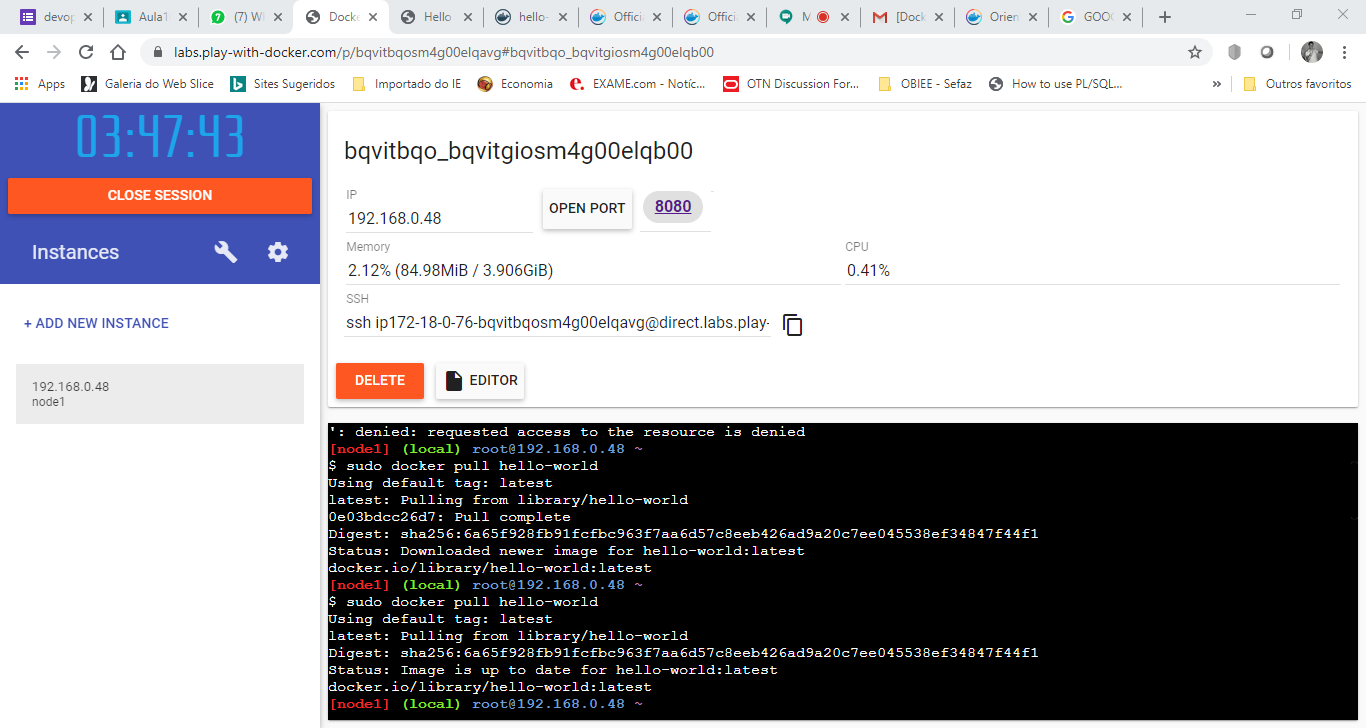 devop
Aula
(7) W
Docke
Hello
hello-
Offici
Offici
M
[Dock
Orien
GOO
labs.play-with-docker.com/p/bqvitbqosm4g00elqavg#bqvitbqo_bqvitgiosm4g00elqb00
Apps
Galeria do Web Slice
Sites Sugeridos
Importado do IE
Economia
EXAME.com - Notíc...
OTN Discussion For...
OBIEE - Sefaz
How to use PL/SQL...
»
Outros favoritos
03:47:43
CLOSE SESSION
Instances
+ ADD NEW INSTANCE
192.168.0.48
node1
bqvitbqo_bqvitgiosm4g00elqb00
IP
192.168.0.48
OPEN PORT
8080
Memory
2.12% (84.98MiB / 3.906GiB)
CPU
0.41%
SSH
ssh ip172-18-0-76-bqvitbqosm4g00elqavg@direct.labs.play-
DELETE
EDITOR
': denied: requested access to the resource is denied
[node1] (local) root@192.168.0.48 ~
$ sudo docker pull hello-world
Using default tag: latest
latest: Pulling from library/hello-world
0e03bdcc26d7: Pull complete
Digest: sha256:6a65f928fb91fcfbc963f7aa6d57c8eeb426ad9a20c7ee045538ef34847f44f1
Status: Downloaded newer image for hello-world:latest
docker.io/library/hello-world:latest
[node1] (local) root@192.168.0.48 ~
$ sudo docker pull hello-world
Using default tag: latest
latest: Pulling from library/hello-world
Digest: sha256:6a65f928fb91fcfbc963f7aa6d57c8eeb426ad9a20c7ee045538ef34847f44f1
Status: Image is up to date for hello-world:latest
docker.io/library/hello-world:latest
[node1] (local) root@192.168.0.48 ~